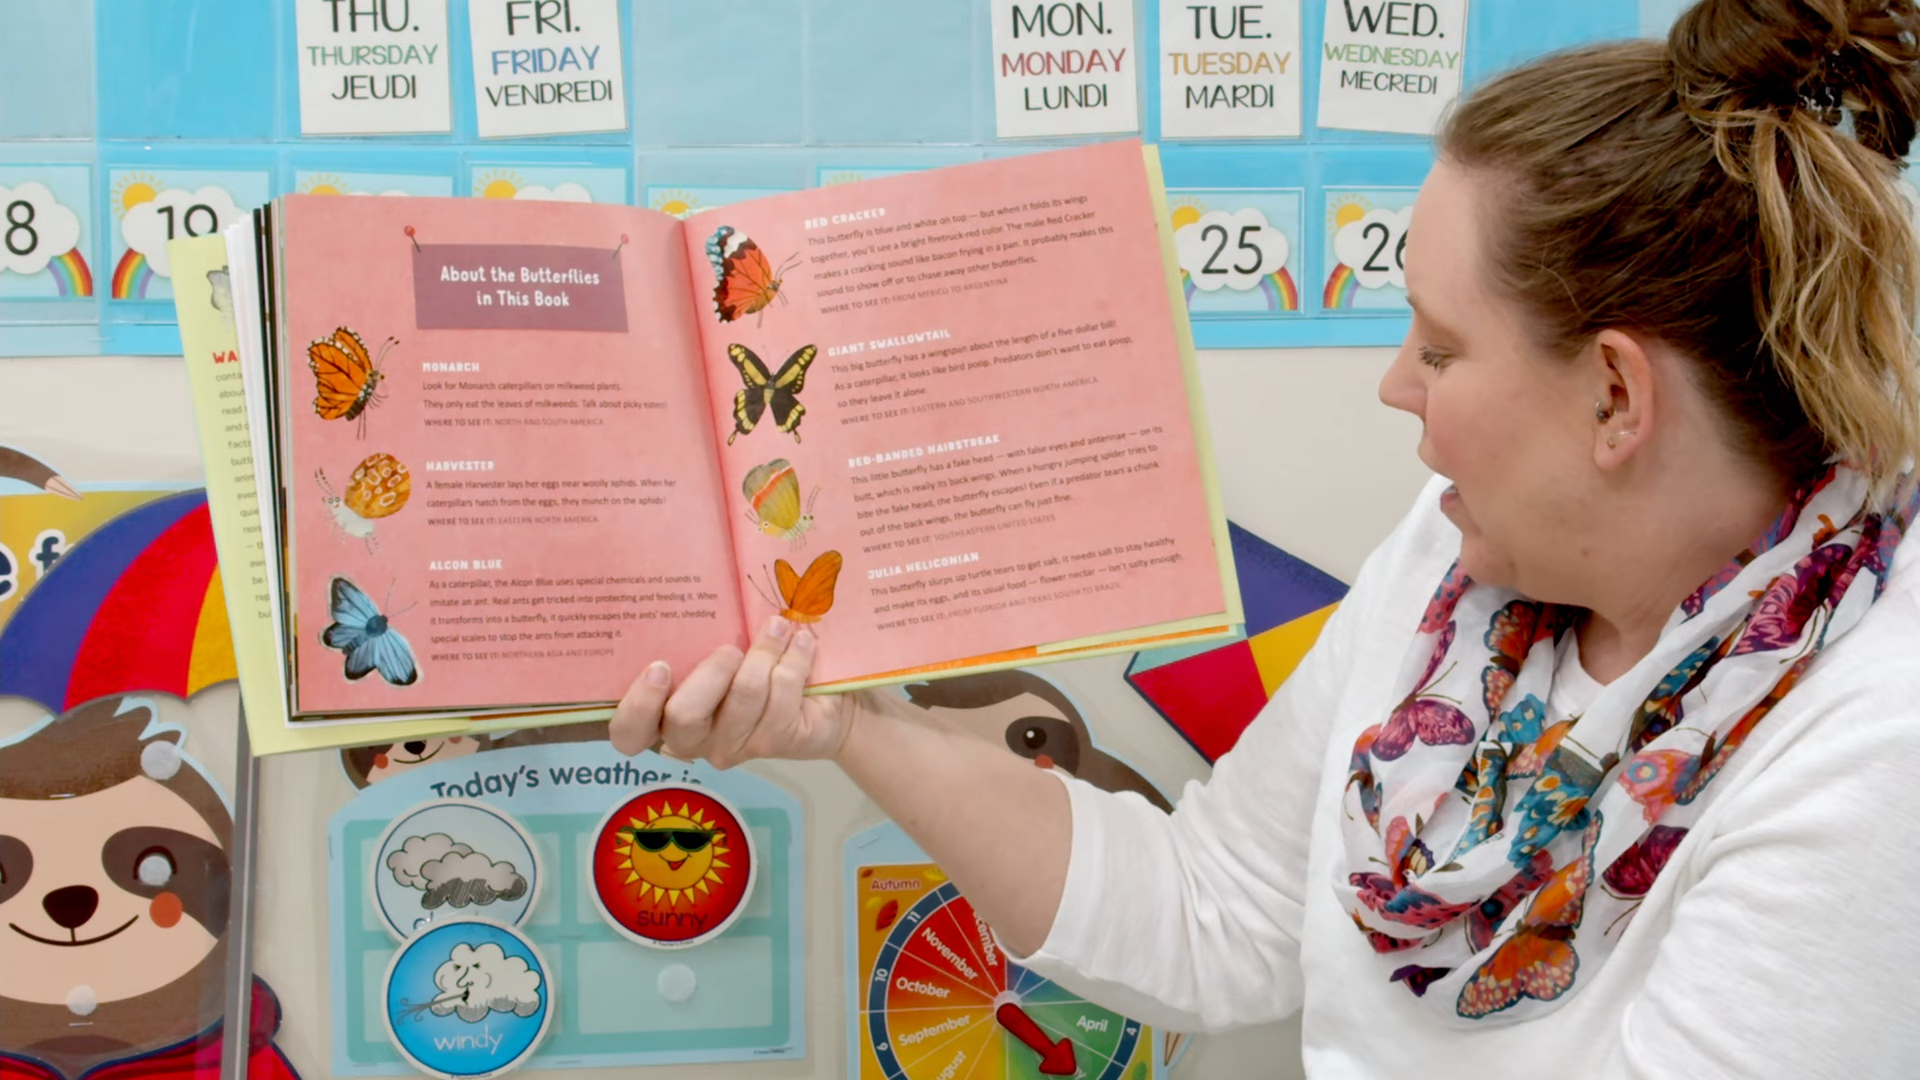 THU.
THURSDAY
JEUDI
FRI.
FRIDAY
VENDREDI
MON.
MONDAY
LUNDI
TUE.
TUESDAY
MARDI
WED.
WEDNESDAY
MECREDI
8
19
25
26
About the Butterflies
in This Book
MONARCH
Look for Monarch caterpillars on milkweed plants.
They only eat the leaves of milkweeds. Talk about picky eaters!
WHERE TO SEE IT: NORTH AND SOUTH AMERICA
HARVESTER
A female Harvester lays her eggs near woolly aphids. When her
caterpillars hatch from the eggs, they munch on the aphids!
WHERE TO SEE IT: EASTERN NORTH AMERICA
ALCON BLUE
As a caterpillar, the Alcon Blue uses special chemicals and sounds to
imitate an ant. Real ants get tricked into protecting and feeding it. When
it transforms into a butterfly, it quickly escapes the ants' nest, shedding
special scales to stop the ants from attacking it.
WHERE TO SEE IT: NORTHERN ASIA AND EUROPE
RED CRACKER
This butterfly is blue and white on top — but when it folds its wings
together, you'll see a bright firetruck-red color. The male Red Cracker
makes a cracking sound like bacon frying in a pan. It probably makes this
sound to show off or to chase away other butterflies.
WHERE TO SEE IT: FROM MEXICO TO ARGENTINA
GIANT SWALLOWTAIL
This big butterfly has a wingspan about the length of a five dollar bill!
As a caterpillar, it looks like bird poop. Predators don't want to eat poop,
so they leave it alone.
WHERE TO SEE IT: EASTERN AND SOUTHWESTERN NORTH AMERICA
RED-BANDED HAIRSTREAK
This little butterfly has a fake head — with false eyes and antennae — on its
butt, which is really its back wings. When a hungry jumping spider tries to
bite the fake head, the butterfly escapes! Even if a predator tears a chunk
out of the back wings, the butterfly can fly just fine.
WHERE TO SEE IT: SOUTHEASTERN UNITED STATES
JULIA HELICONIAN
This butterfly slurps up turtle tears to get salt. It needs salt to stay healthy
and make its eggs, and its usual food — flower nectar — isn't salty enough.
WHERE TO SEE IT: FROM FLORIDA AND TEXAS SOUTH TO BRAZIL
WA
Today's weather is
sunny
windy
Autumn
11
10
9
4
November
October
September
April